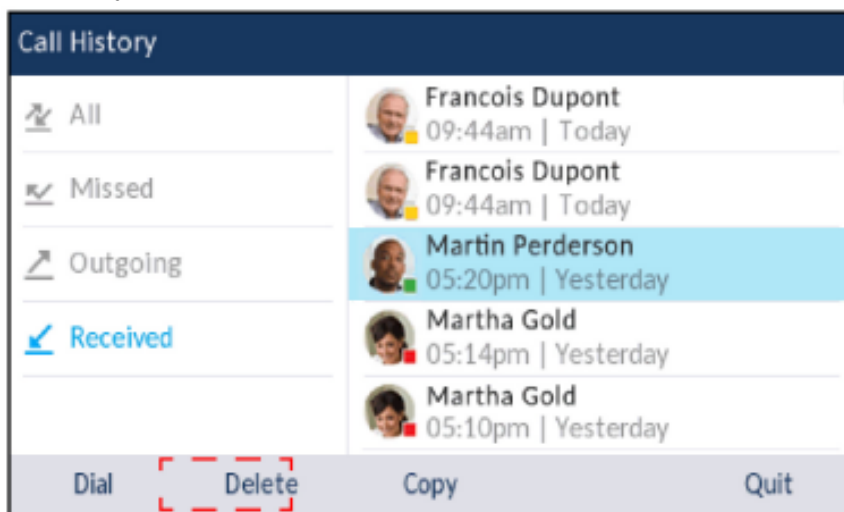 Call History
All
Missed
Outgoing
Received
Francois Dupont
09:44am | Today
Francois Dupont
09:44am | Today
Martin Perderson
05:20pm | Yesterday
Martha Gold
05:14pm | Yesterday
Martha Gold
05:10pm | Yesterday
Dial Delete Copy Quit